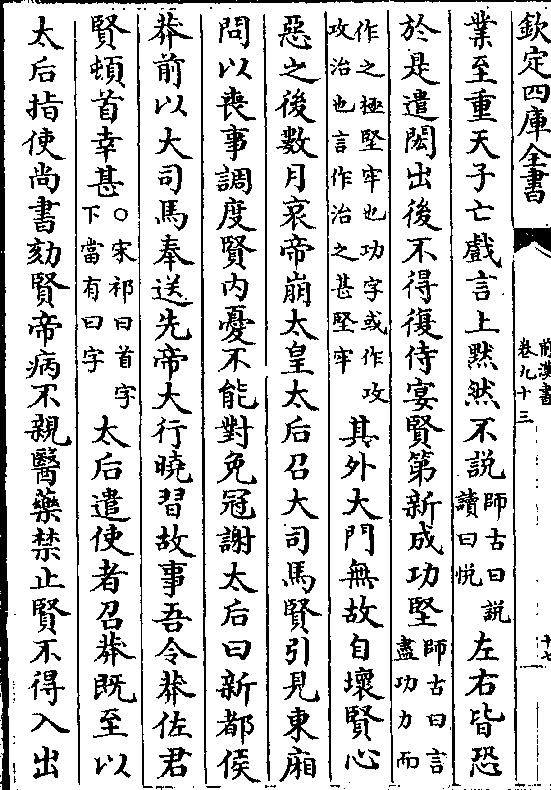 欽定四庫全書
前漢書
卷九十三
業至重天子亡戲言上黙然不說師古曰說讀曰悦左右皆恐
於是遣閎出後不得復侍宴賢第新成功堅師古曰言盡功力而
作之極堅牢也功字或作攻攻治也言作治之甚堅牢其外大門無故自壞賢心
惡之後數月哀帝崩太皇太后召大司馬賢引見東廂
問以喪事調度賢内憂不能對免冠謝太后曰新都侯
莽前以大司馬奉送先帝大行曉習故事吾令莽佐君
賢頓首幸甚○宋祁曰首字下當有曰字太后遣使者召莽既至以
太后指使尚書劾賢帝病不親醫藥禁止賢不得入出